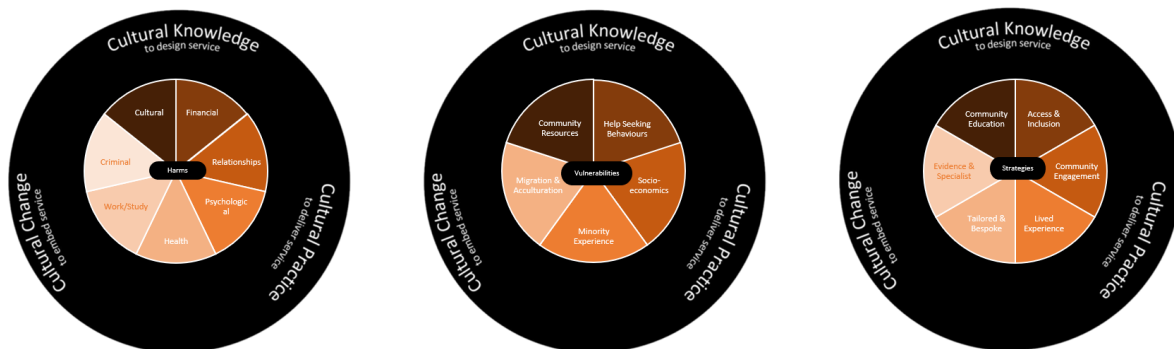 Cultural Knowledge
to design service
Cultural
Financial
Relationships
Psychologic
al
Health
Work/Study
Criminal
Harms
Cultural Practice
to deliver service
Cultural Change
to embed service
Cultural Knowledge
to design service
Community
Resources
Help Seeking
Behaviours
Socio-
economics
Minority
Experience
Migration &
Acculturation
Vulnerabilities
Cultural Practice
to deliver service
Cultural Change
to embed service
Cultural Knowledge
to design service
Community
Education
Access &
Inclusion
Community
Engagement
Lived
Experience
Tailored &
Bespoke
Evidence &
Specialist
Strategies
Cultural Practice
to deliver service
Cultural Change
to embed service